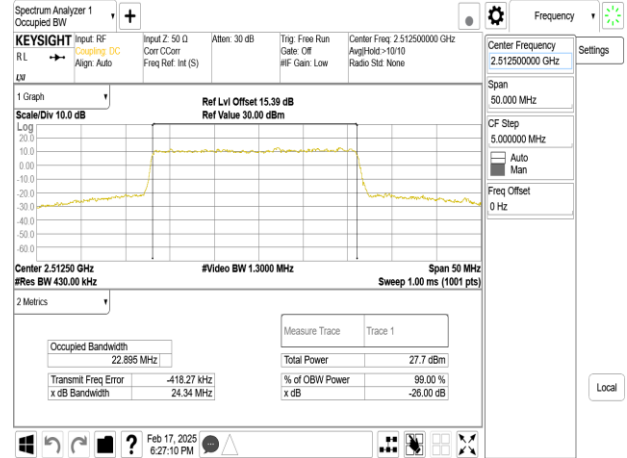 Spectrum Analyzer 1
Occupied BW
Frequency
KEYSIGHT Input: RF Input Z: 50 Ω Atten: 30 dB Trig: Free Run Center Freq: 2.512500000 GHz
RL Coupling: DC Corr CCorr Gate: Off Avg|Hold:>10/10
Align: Auto Freq Ref: Int (S) #IF Gain: Low Radio Std: None
LXI
Center Frequency
2.512500000 GHz
Settings
Span
50.000 MHz
CF Step
5.000000 MHz
Auto
Man
Freq Offset
0 Hz
Local
1 Graph
Ref Lvl Offset 15.39 dB
Scale/Div 10.0 dB Ref Value 30.00 dBm
Log
20.0
10.0
0.00
-10.0
-20.0
-30.0
-40.0
-50.0
-60.0
Center 2.51250 GHz #Video BW 1.3000 MHz Span 50 MHz
#Res BW 430.00 kHz Sweep 1.00 ms (1001 pts)
2 Metrics
Measure Trace Trace 1
Occupied Bandwidth
22.895 MHz Total Power 27.7 dBm
Transmit Freq Error -418.27 kHz % of OBW Power 99.00 %
x dB Bandwidth 24.34 MHz x dB -26.00 dB
Feb 17, 2025
6:27:10 PM